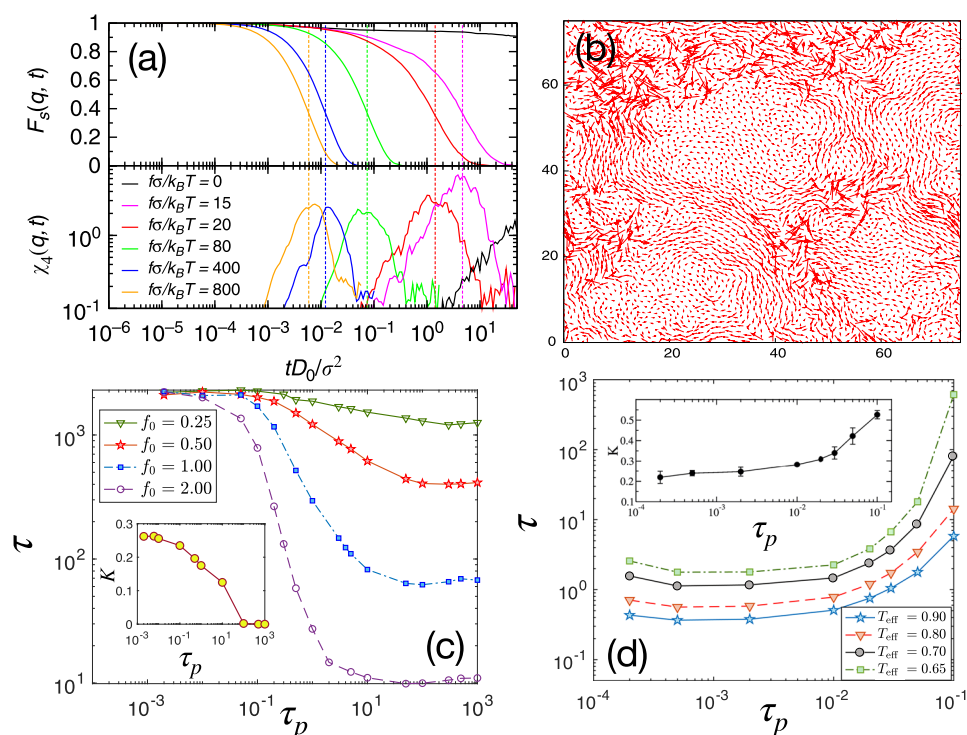 (a)
F_s(q, t)
1
0.8
0.6
0.4
0.2
0
fσ/k_BT = 0
fσ/k_BT = 15
fσ/k_BT = 20
fσ/k_BT = 80
fσ/k_BT = 400
fσ/k_BT = 800
χ_4(q, t)
10^0
10^-1
10^-6 10^-5 10^-4 10^-3 10^-2 10^-1 10^0 10^1
tD_0/σ^2
(b)
60
40
20
0
0 20 40 60
τ
10^3
10^2
10^1
f_0 = 0.25
f_0 = 0.50
f_0 = 1.00
f_0 = 2.00
K
0.3
0.2
0.1
0
10^-3 10^-1 10^1 10^3
τ_p
(c)
10^-3 10^-1 10^1 10^3
τ_p
τ
10^3
10^2
10^1
10^0
10^-1
K
0.6
0.5
0.4
0.3
0.2
0.1
10^-4 10^-3 10^-2 10^-1
τ_p
T_eff = 0.90
T_eff = 0.80
T_eff = 0.70
T_eff = 0.65
(d)
10^-4 10^-3 10^-2 10^-1
τ_p